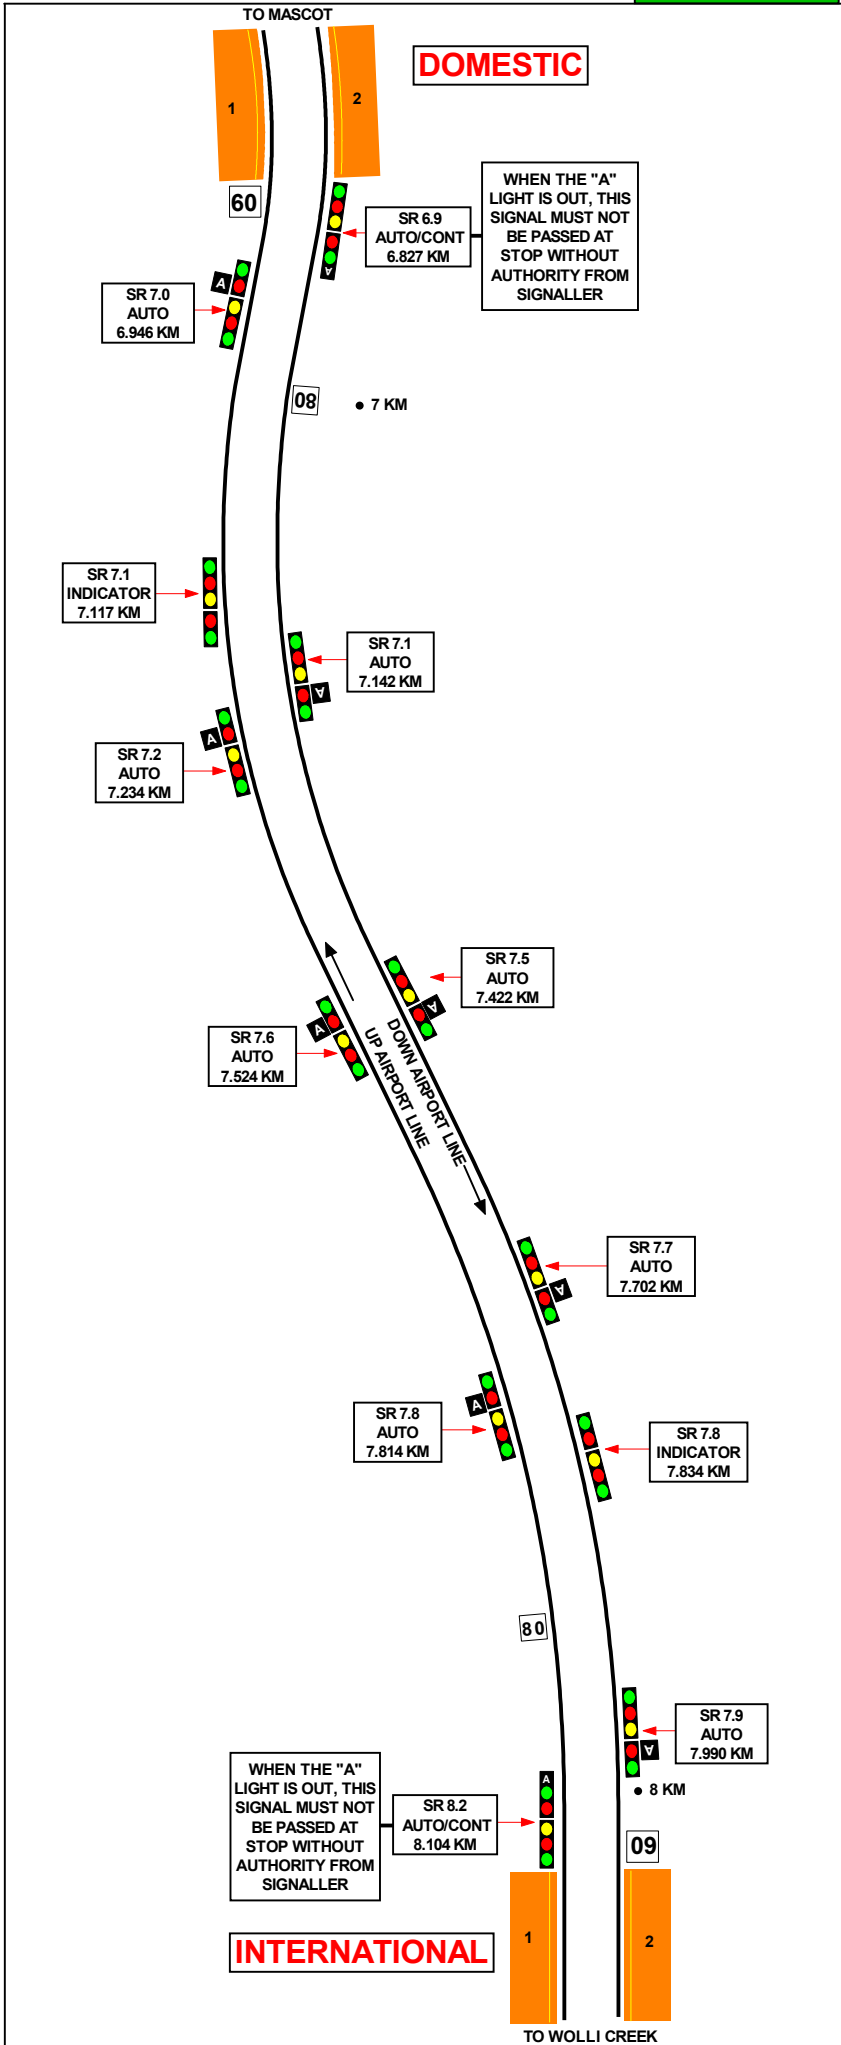 TO MASCOT
DOMESTIC
1
2
WHEN THE "A"
LIGHT IS OUT, THIS
SIGNAL MUST NOT
BE PASSED AT
STOP WITHOUT
AUTHORITY FROM
SIGNALLER
60
SR 6.9
AUTO/CONT
6.827 KM
A
A
SR 7.0
AUTO
6.946 KM
80
7 KM
SR 7.1
INDICATOR
7.117 KM
SR 7.1
AUTO
7.142 KM
A
A
SR 7.2
AUTO
7.234 KM
SR 7.5
AUTO
7.422 KM
A
A
SR 7.6
AUTO
7.524 KM
DOWN AIRPORT LINE
UP AIRPORT LINE
SR 7.7
AUTO
7.702 KM
A
A
SR 7.8
AUTO
7.814 KM
SR 7.8
INDICATOR
7.834 KM
80
SR 7.9
AUTO
7.990 KM
A
8 KM
WHEN THE "A"
LIGHT IS OUT, THIS
SIGNAL MUST NOT
BE PASSED AT
STOP WITHOUT
AUTHORITY FROM
SIGNALLER
SR 8.2
AUTO/CONT
8.104 KM
A
60
INTERNATIONAL
1
2
TO WOLLI CREEK